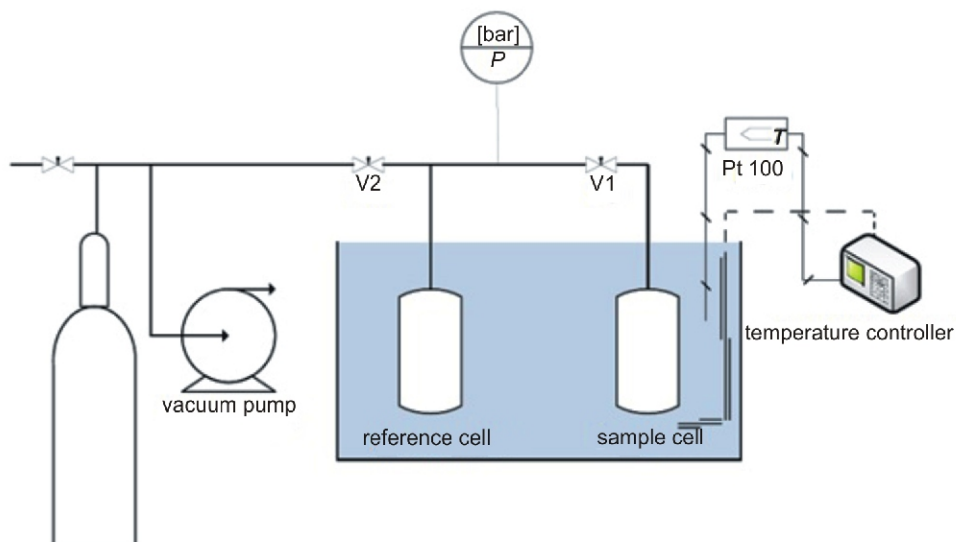 [bar]
P
V2
V1
T
Pt 100
temperature controller
vacuum pump
reference cell
sample cell